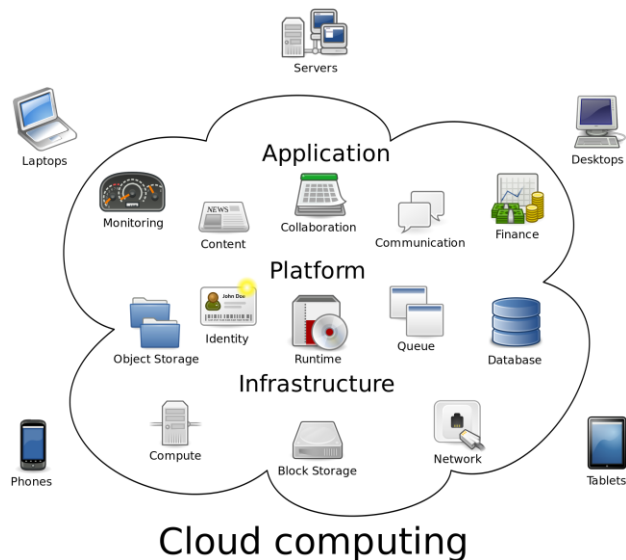 Servers
Laptops
Desktops
Application
Monitoring
NEWS
Content
Collaboration
Communication
Finance
Platform
Object Storage
John Doe
Identity
Runtime
Queue
Database
Infrastructure
Compute
Block Storage
Network
Phones
Tablets
Cloud computing